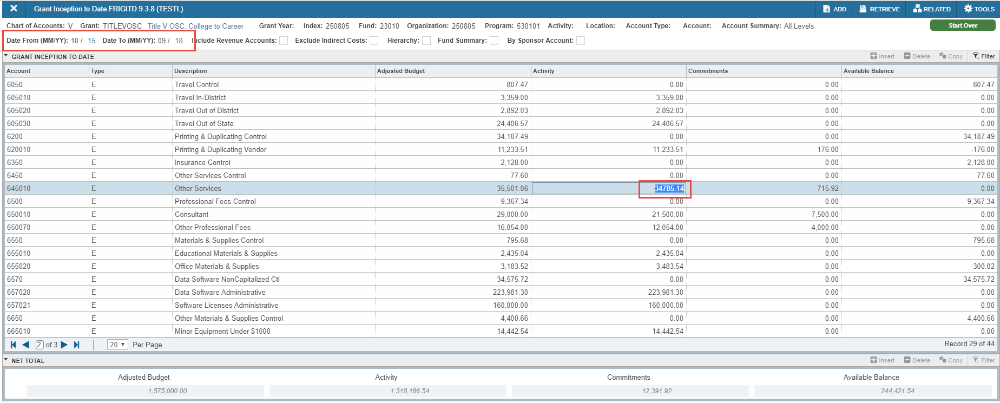 Grant Inception to Date FRIGITD 9.3.8 (TESTL) ADD RETRIEVE RELATED TOOLS
Chart of Accounts: V Grant: TITLEVOSC Title V OSC: College to Career Grant Year: Index: 250805 Fund: 23010 Organization: 250805 Program: 530101 Activity: Location: Account Type: Account: Account Summary: All Levels Start Over
Date From (MM/YY): 10 / 15 Date To (MM/YY): 09 / 18 Include Revenue Accounts: Exclude Indirect Costs: Hierarchy: Fund Summary: By Sponsor Account:
GRANT INCEPTION TO DATE Insert Delete Copy Filter
Account Type Description Adjusted Budget Activity Commitments Available Balance
6050 E Travel Control 807.47 0.00 0.00 807.47
605010 E Travel In-District 3,359.00 3,359.00 0.00 0.00
605020 E Travel Out of District 2,892.03 2,892.03 0.00 0.00
605030 E Travel Out of State 24,406.57 24,406.57 0.00 0.00
6200 E Printing & Duplicating Control 34,187.49 0.00 0.00 34,187.49
620010 E Printing & Duplicating Vendor 11,233.51 11,233.51 176.00 -176.00
6350 E Insurance Control 2,128.00 0.00 0.00 2,128.00
6450 E Other Services Control 77.60 0.00 0.00 77.60
645010 E Other Services 35,501.06 34785.14 715.92 0.00
6500 E Professional Fees Control 9,367.34 0.00 0.00 9,367.34
650010 E Consultant 29,000.00 21,500.00 7,500.00 0.00
650070 E Other Professional Fees 16,054.00 12,054.00 4,000.00 0.00
6550 E Materials & Supplies Control 795.68 0.00 0.00 795.68
655010 E Educational Materials & Supplies 2,435.04 2,435.04 0.00 0.00
655020 E Office Materials & Supplies 3,183.52 3,483.54 0.00 -300.02
6570 E Data Software NonCapitalized Ctl 34,575.72 0.00 0.00 34,575.72
657020 E Data Software Administrative 223,981.30 223,981.30 0.00 0.00
657021 E Software Licenses Administrative 160,000.00 160,000.00 0.00 0.00
6650 E Other Materials & Supplies Control 4,400.66 0.00 0.00 4,400.66
665010 E Minor Equipment Under $1000 14,442.54 14,442.54 0.00 0.00
2 of 3 20 Per Page Record 29 of 44
NET TOTAL Insert Delete Copy Filter
Adjusted Budget Activity Commitments Available Balance
1,575,000.00 1,318,186.54 12,391.92 244,421.54